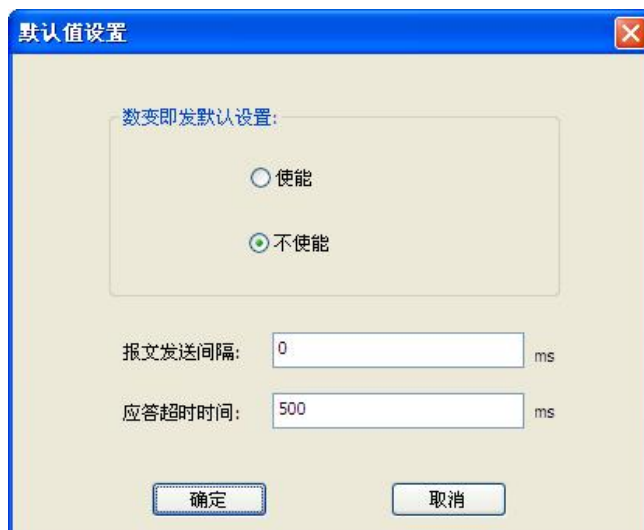 默认值设置
数变即发默认设置:
使能
不使能
报文发送间隔: 0 ms
应答超时时间: 500 ms
确定 取消